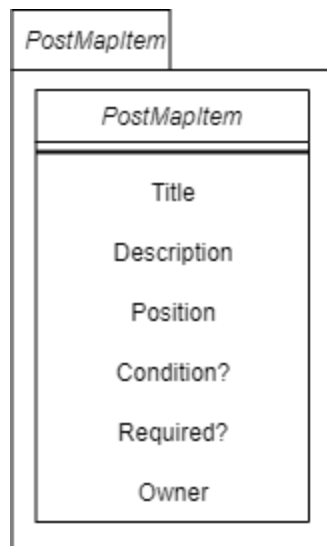 PostMapItem
PostMapItem
Title
Description
Position
Condition?
Required?
Owner